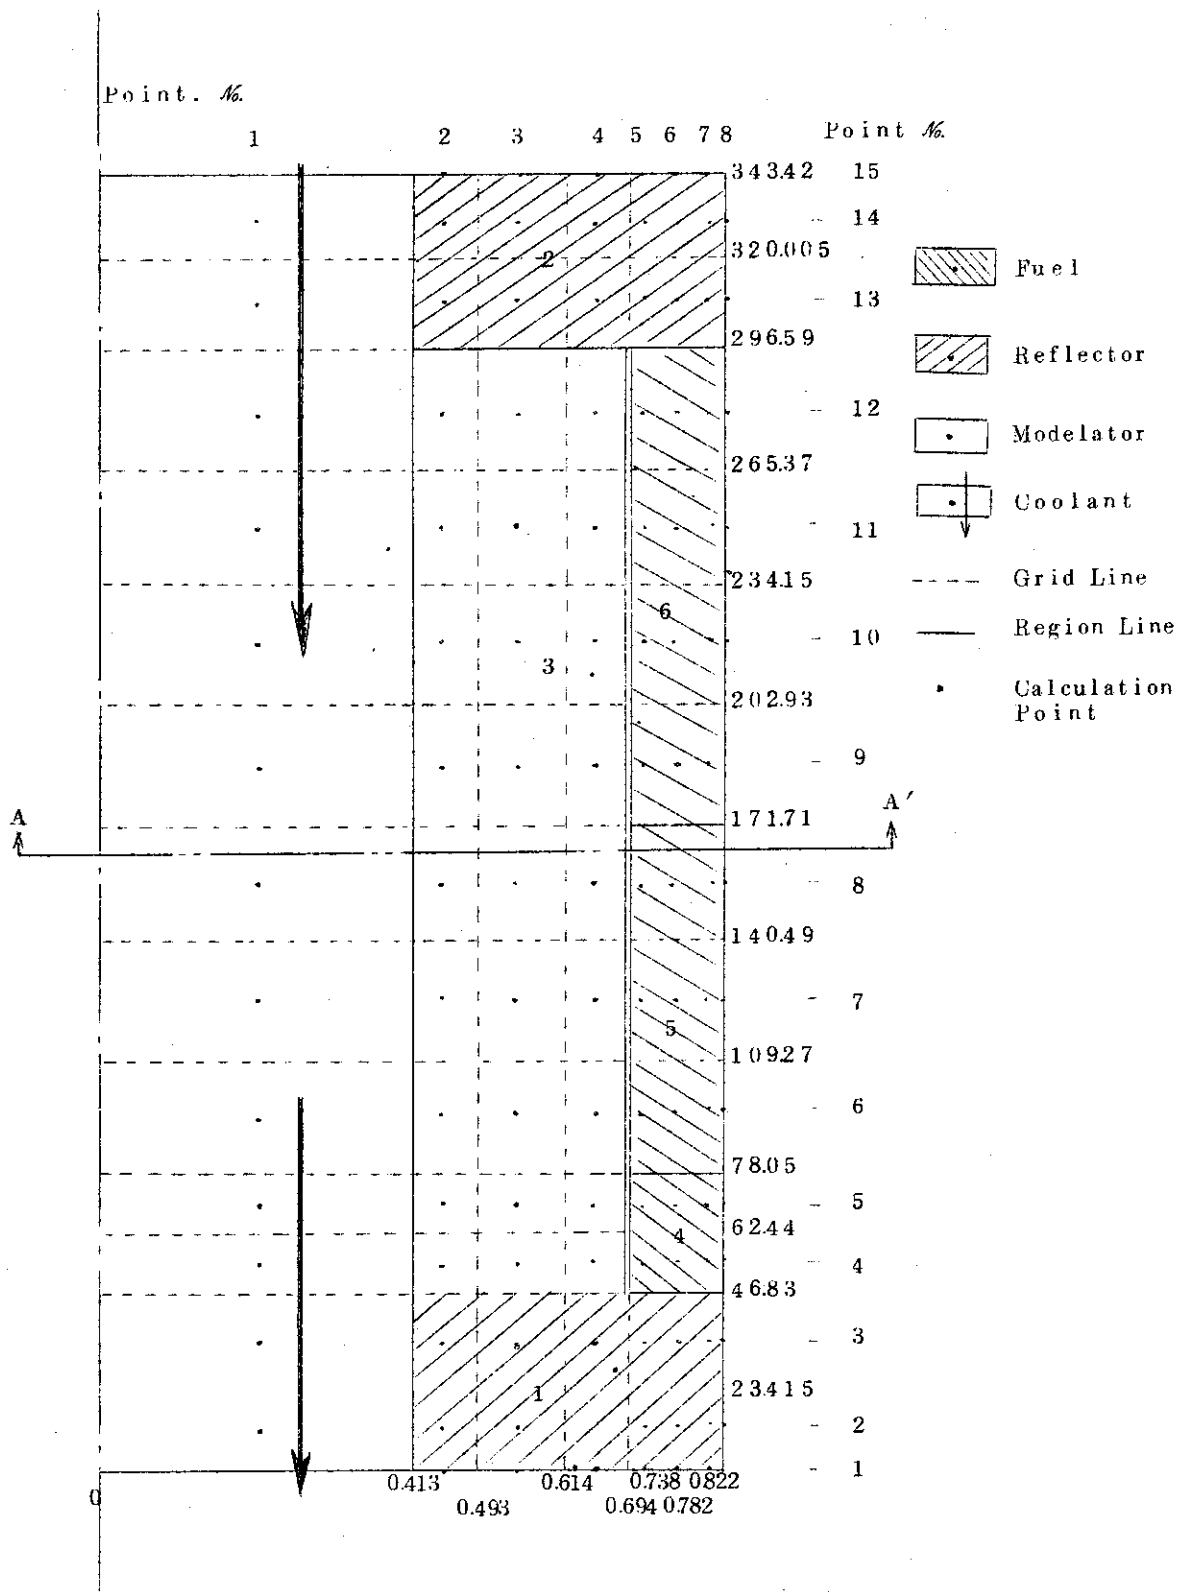 Point. No.
1 2 3 4 5 6 7 8
Point No.
343.42 15
14
320.005
2
13
296.59
12
265.37
11
234.15
6
10
3
202.93
9
171.71
A A′
8
140.49
7
5
109.27
6
78.05
5
62.44
4
4
46.83
3
23.415
1
2
1
0.413 0.614 0.738 0.822
0 0.493 0.694 0.782
Fuel
Reflector
Modelator
Coolant
Grid Line
Region Line
Calculation
Point